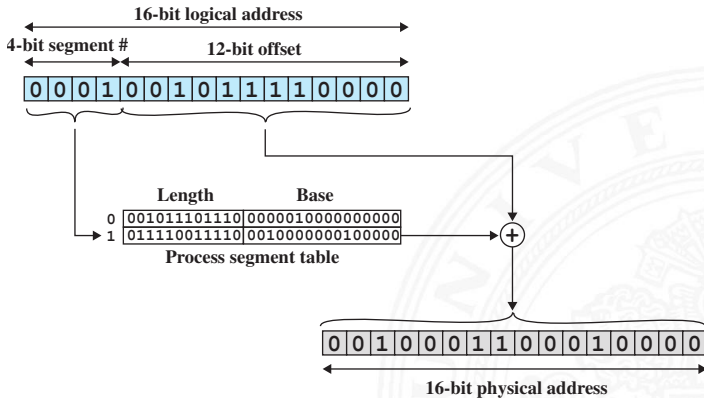 16-bit logical address
4-bit segment # 12-bit offset
0 0 0 1 0 0 1 0 1 1 1 1 0 0 0 0
Length Base
0 001011101110 0000010000000000
1 011110011110 0010000000100000
Process segment table
+
0 0 1 0 0 0 1 1 0 0 0 1 0 0 0 0
16-bit physical address
N I V E